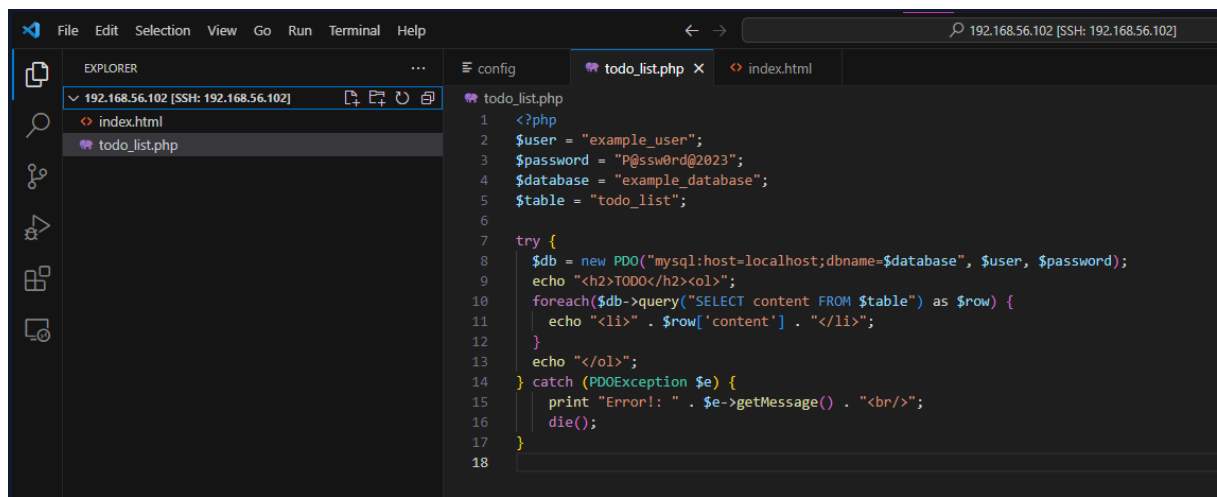 File Edit Selection View Go Run Terminal Help
192.168.56.102 [SSH: 192.168.56.102]
EXPLORER
192.168.56.102 [SSH: 192.168.56.102]
index.html
todo_list.php
config todo_list.php index.html
todo_list.php
1 <?php
2 $user = "example_user";
3 $password = "P@ssw0rd@2023";
4 $database = "example_database";
5 $table = "todo_list";
6
7 try {
8   $db = new PDO("mysql:host=localhost;dbname=$database", $user, $password);
9   echo "<h2>TODO</h2><ol>";
10   foreach($db->query("SELECT content FROM $table") as $row) {
11     echo "<li>" . $row['content'] . "</li>";
12   }
13   echo "</ol>";
14 } catch (PDOException $e) {
15     print "Error!: " . $e->getMessage() . "<br/>";
16     die();
17 }
18